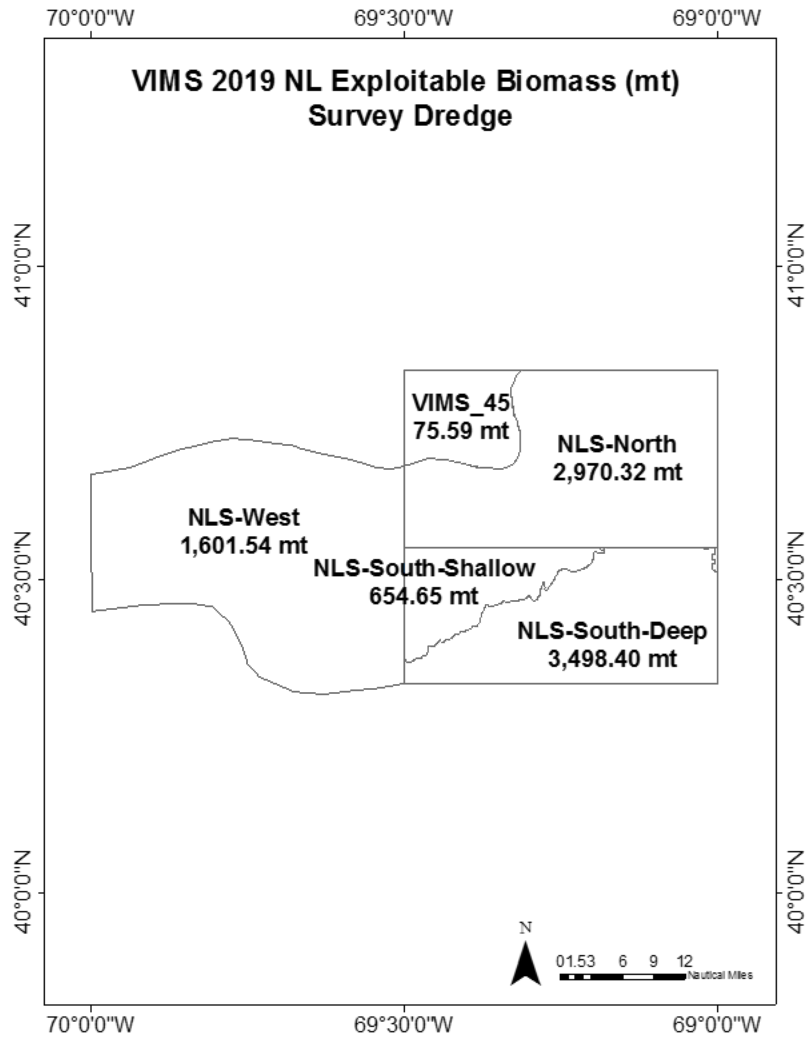 70°0'0"W 69°30'0"W 69°0'0"W
VIMS 2019 NL Exploitable Biomass (mt)
Survey Dredge
41°0'0"N 41°0'0"N
VIMS_45
75.59 mt
NLS-North
2,970.32 mt
NLS-West
1,601.54 mt
NLS-South-Shallow
654.65 mt
40°30'0"N 40°30'0"N
NLS-South-Deep
3,498.40 mt
40°0'0"N 40°0'0"N
N
01.53 6 9 12
Nautical Miles
70°0'0"W 69°30'0"W 69°0'0"W